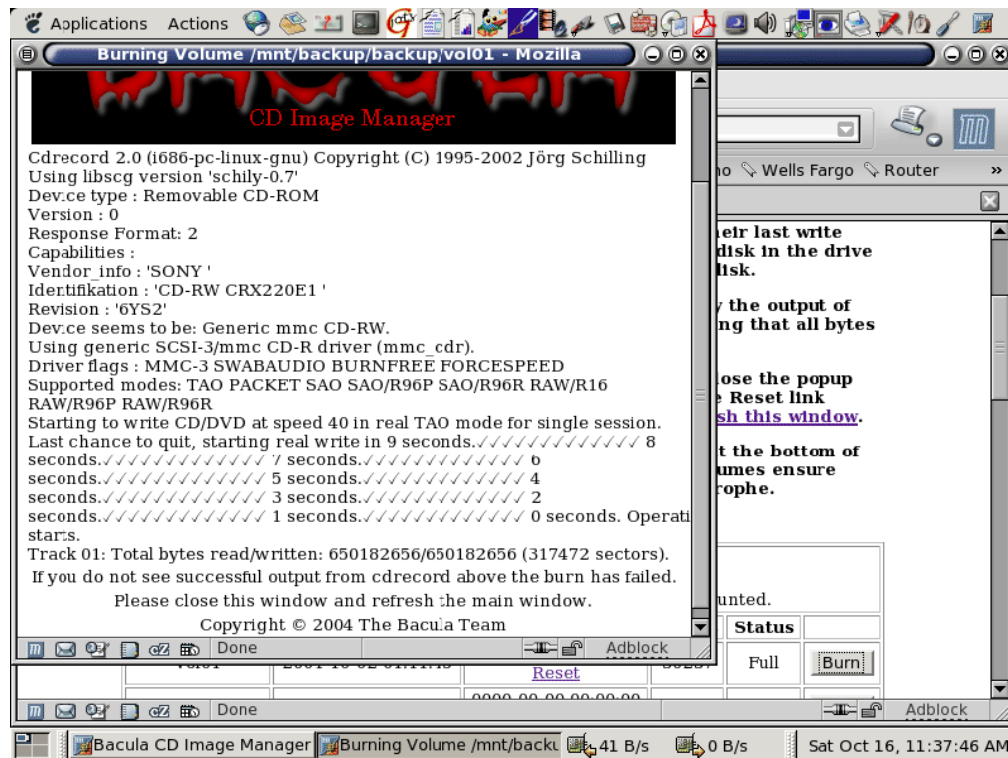 Applications Actions
Burning Volume /mnt/backup/backup/vol01 - Mozilla
CD Image Manager
Cdrecord 2.0 (i686-pc-linux-gnu) Copyright (C) 1995-2002 Jörg Schilling
Using libscg version 'schily-0.7'
Device type : Removable CD-ROM
Version : 0
Response Format: 2
Capabilities :
Vendor_info : 'SONY '
Identifikation : 'CD-RW CRX220E1 '
Revision : '6YS2'
Device seems to be: Generic mmc CD-RW.
Using generic SCSI-3/mmc CD-R driver (mmc_cdr).
Driver flags : MMC-3 SWABAUDIO BURNFREE FORCESPEED
Supported modes: TAO PACKET SAO SAO/R96P SAO/R96R RAW/R16
RAW/R96P RAW/R96R
Starting to write CD/DVD at speed 40 in real TAO mode for single session.
Last chance to quit, starting real write in 9 seconds.✓✓✓✓✓✓✓✓✓✓✓✓✓ 8
seconds.✓✓✓✓✓✓✓✓✓✓✓✓✓ 7 seconds.✓✓✓✓✓✓✓✓✓✓✓✓✓ 6
seconds.✓✓✓✓✓✓✓✓✓✓✓✓✓ 5 seconds.✓✓✓✓✓✓✓✓✓✓✓✓✓ 4
seconds.✓✓✓✓✓✓✓✓✓✓✓✓✓ 3 seconds.✓✓✓✓✓✓✓✓✓✓✓✓✓ 2
seconds.✓✓✓✓✓✓✓✓✓✓✓✓✓ 1 seconds.✓✓✓✓✓✓✓✓✓✓✓✓✓ 0 seconds. Operati
starts.
Track 01: Total bytes read/written: 650182656/650182656 (317472 sectors).
If you do not see successful output from cdrecord above the burn has failed.
Please close this window and refresh the main window.
Copyright © 2004 The Bacula Team
Done Adblock
Wells Fargo Router »
eir last write
disk in the drive
disk.
the output of
ng that all bytes
lose the popup
Reset link
sh this window.
t the bottom of
umes ensure
rophe.
unted.
Status
Reset Full Burn
Done Adblock
Bacula CD Image Manager Burning Volume /mnt/backu 41 B/s 0 B/s Sat Oct 16, 11:37:46 AM